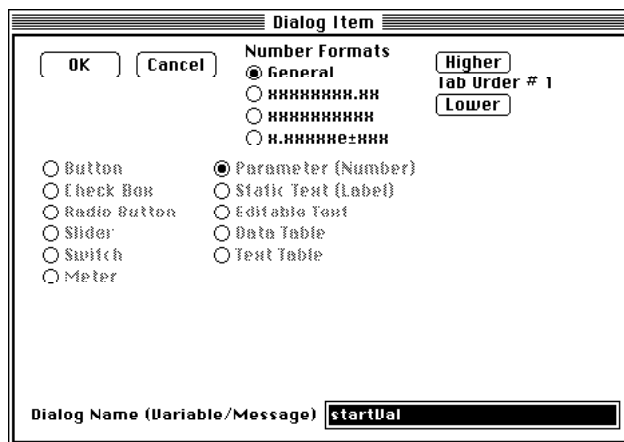 Dialog Item
OK
Cancel
Number Formats
General
xxxxxxxx.xx
xxxxxxxxxx
x.xxxxxe±xxx
Higher
Tab Order # 1
Lower
Button
Check Box
Radio Button
Slider
Switch
Meter
Parameter (Number)
Static Text (Label)
Editable Text
Data Table
Text Table
Dialog Name (Variable/Message) startVal